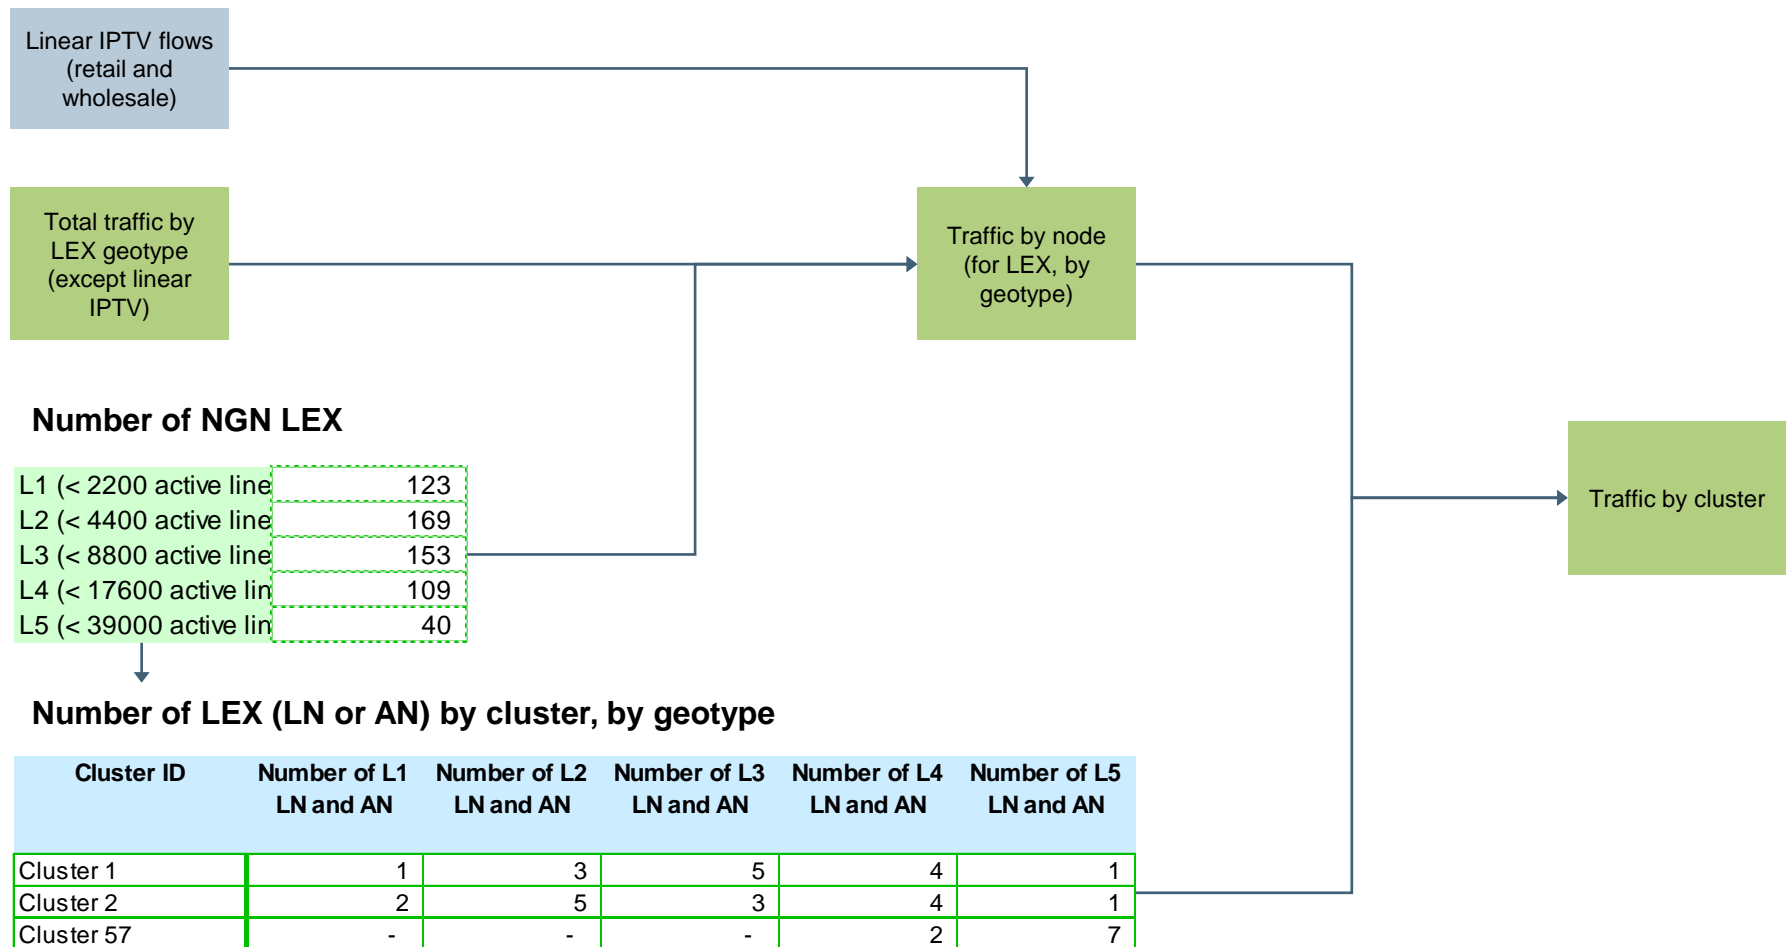 Linear IPTV flows
(retail and
wholesale)
Total traffic by
LEX geotype
(except linear
IPTV)
Traffic by node
(for LEX, by
geotype)
Number of NGN LEX
L1 (< 2200 active line 123
L2 (< 4400 active line 169
L3 (< 8800 active line 153
L4 (< 17600 active lin 109
L5 (< 39000 active lin 40
Traffic by cluster
Number of LEX (LN or AN) by cluster, by geotype
Cluster ID Number of L1 Number of L2 Number of L3 Number of L4 Number of L5
LN and AN LN and AN LN and AN LN and AN LN and AN
Cluster 1 1 3 5 4 1
Cluster 2 2 5 3 4 1
Cluster 57 - - - 2 7